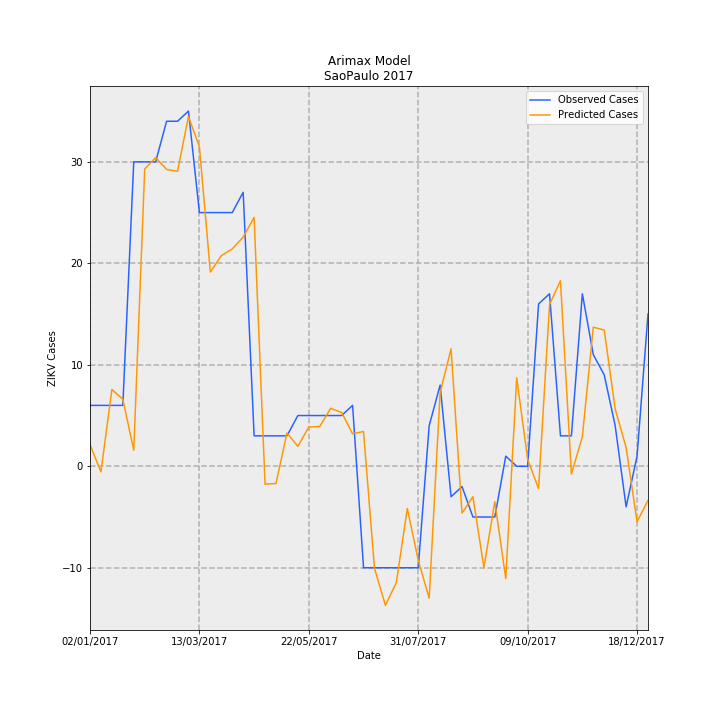 Arimax Model
SaoPaulo 2017
Observed Cases
Predicted Cases
30
20
10
0
−10
ZIKV Cases
02/01/2017 13/03/2017 22/05/2017 31/07/2017 09/10/2017 18/12/2017
Date